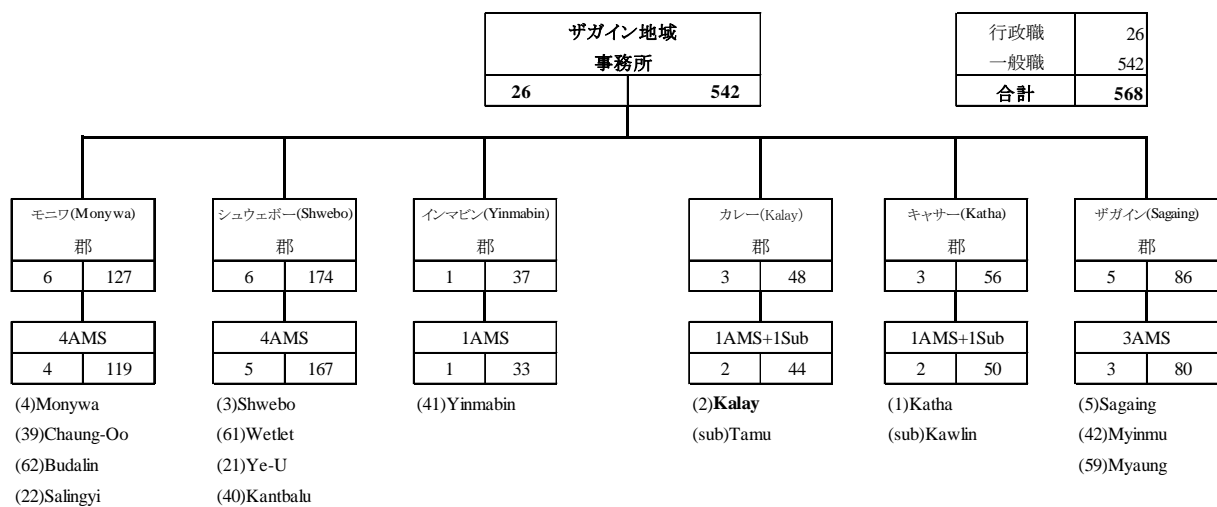 ザガイン地域
事務所
26 542
行政職 26
一般職 542
合計 568
モニワ(Monywa)
郡
6 127
4AMS
4 119
(4)Monywa
(39)Chaung-Oo
(62)Budalin
(22)Salingyi
シュウェボー(Shwebo)
郡
6 174
4AMS
5 167
(3)Shwebo
(61)Wetlet
(21)Ye-U
(40)Kantbalu
インマビン(Yinmabin)
郡
1 37
1AMS
1 33
(41)Yinmabin
カレー(Kalay)
郡
3 48
1AMS+1Sub
2 44
(2)Kalay
(sub)Tamu
キャサー(Katha)
郡
3 56
1AMS+1Sub
2 50
(1)Katha
(sub)Kawlin
ザガイン(Sagaing)
郡
5 86
3AMS
3 80
(5)Sagaing
(42)Myinmu
(59)Myaung